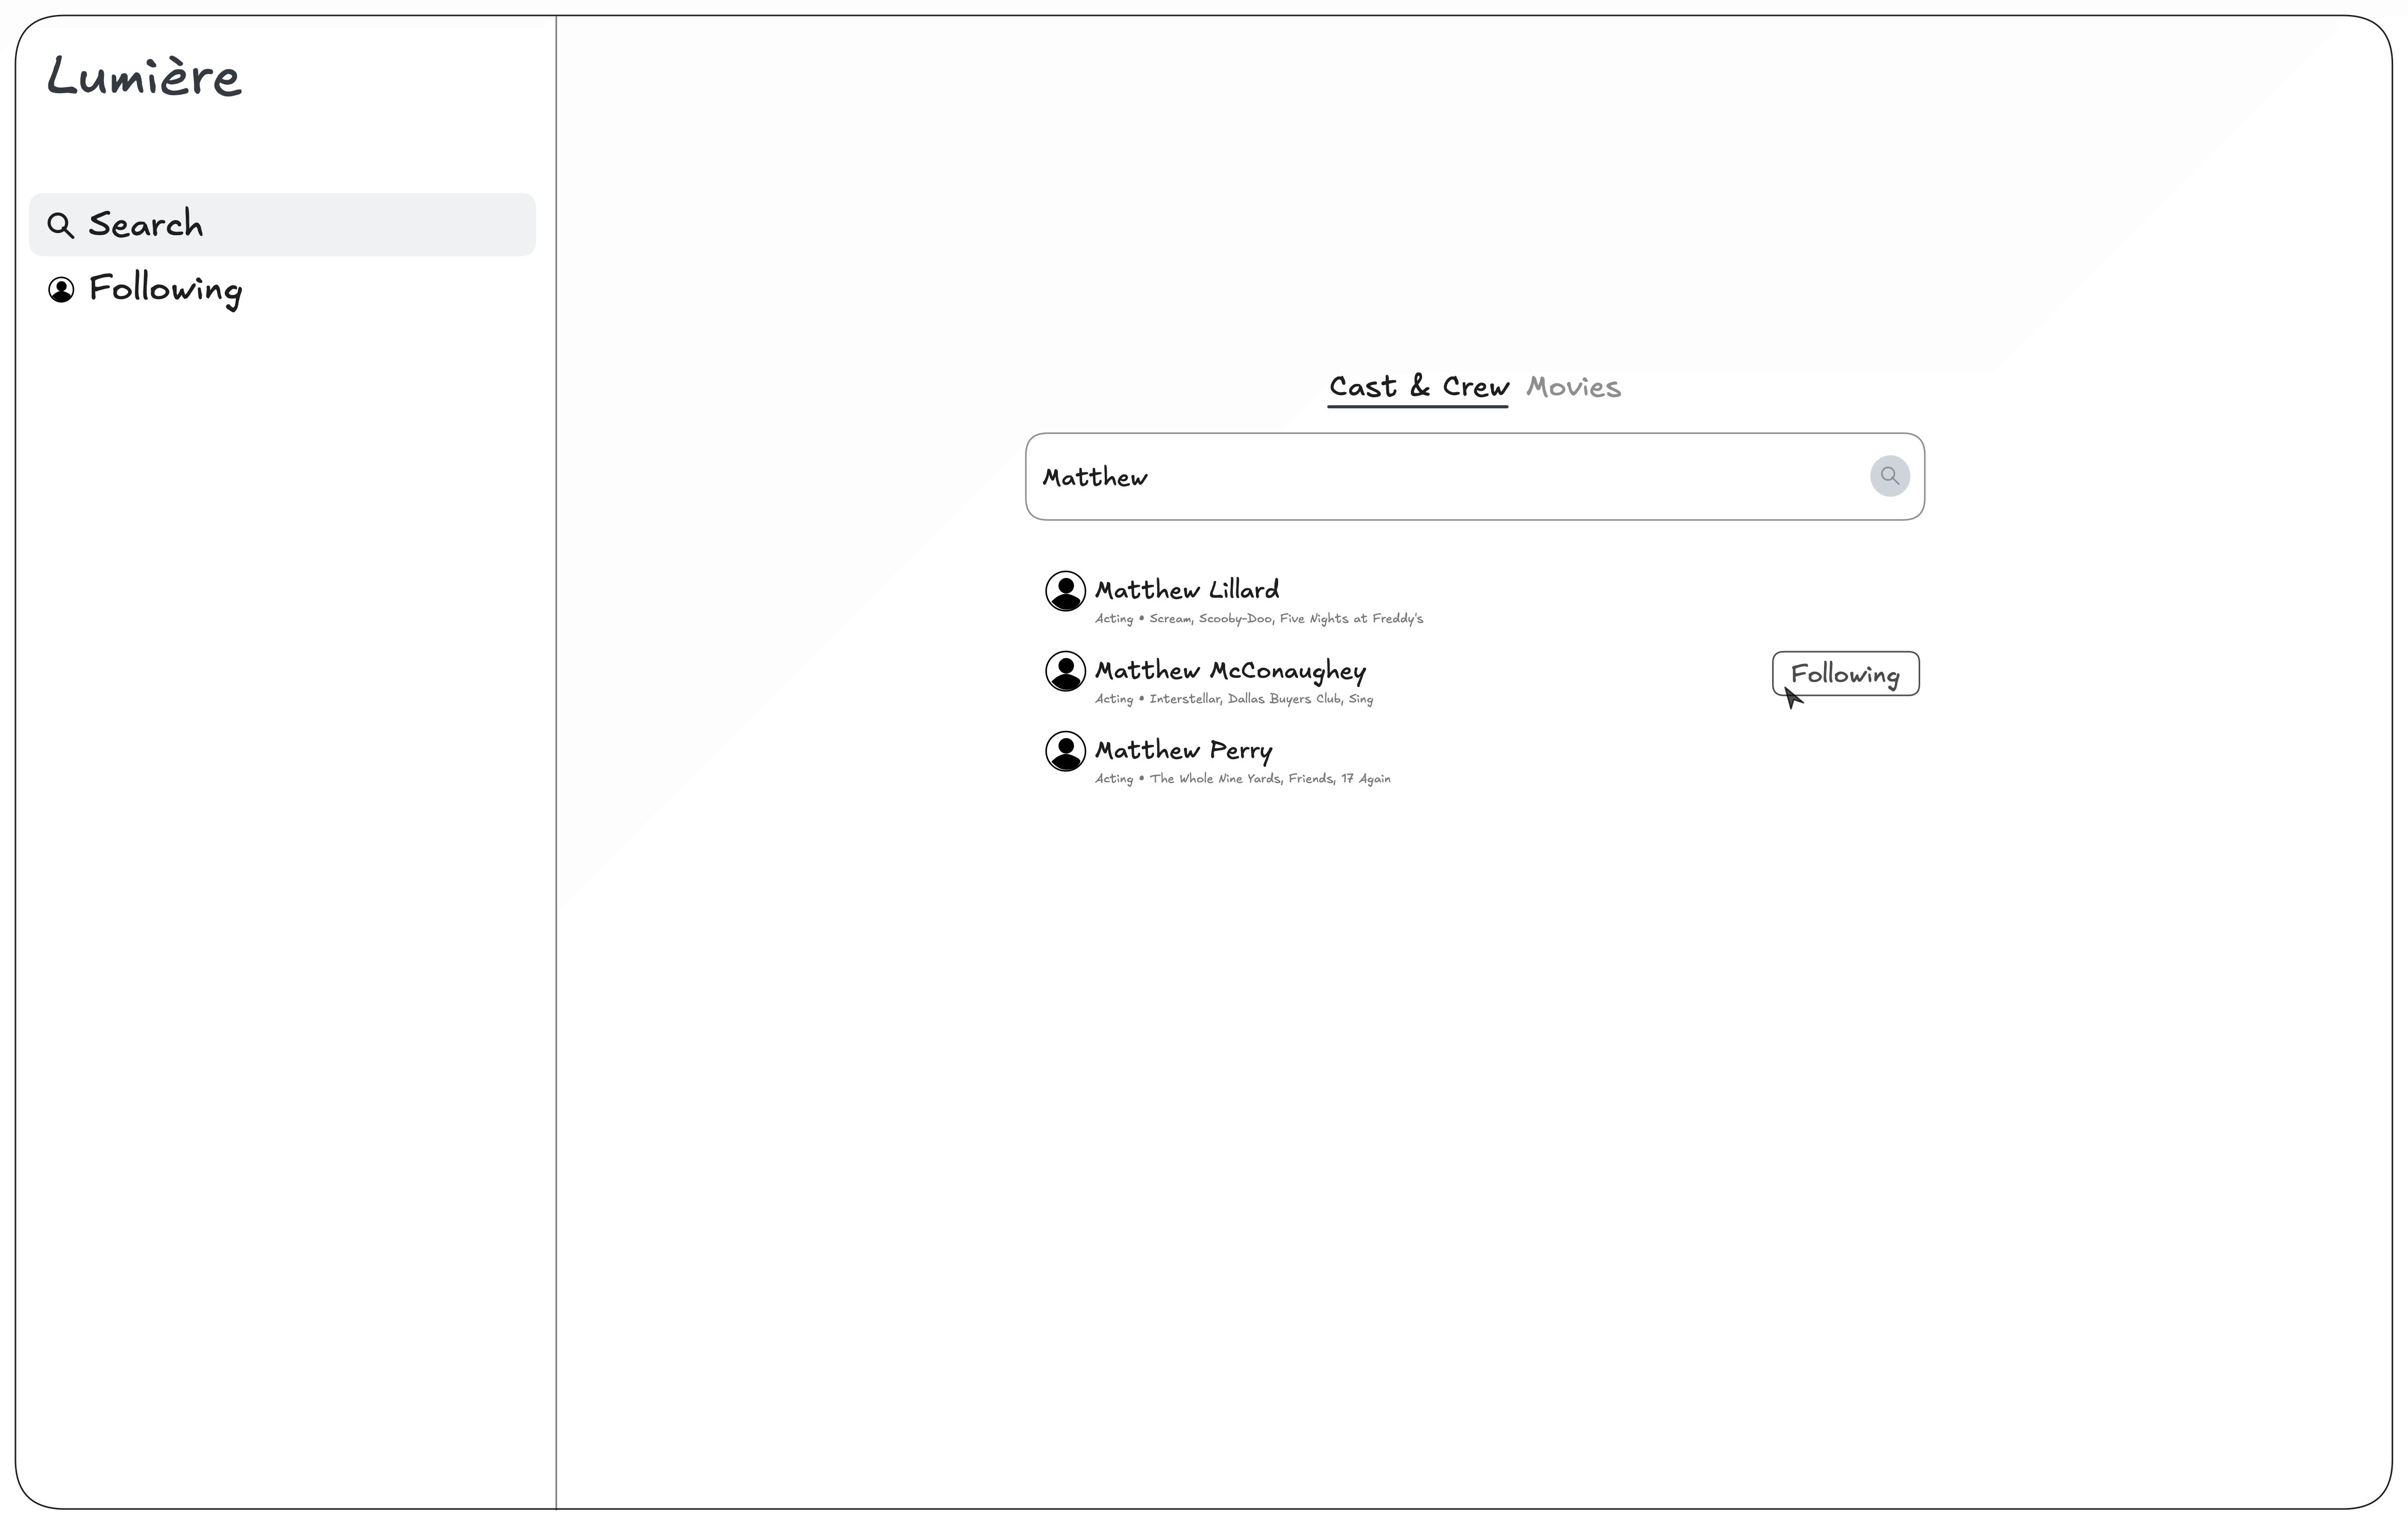 Lumière
Search
Following
Cast & Crew Movies
Matthew
Matthew Lillard
Acting • Scream, Scooby-Doo, Five Nights at Freddy's
Matthew McConaughey
Following
Acting • Interstellar, Dallas Buyers Club, Sing
Matthew Perry
Acting • The Whole Nine Yards, Friends, 17 Again